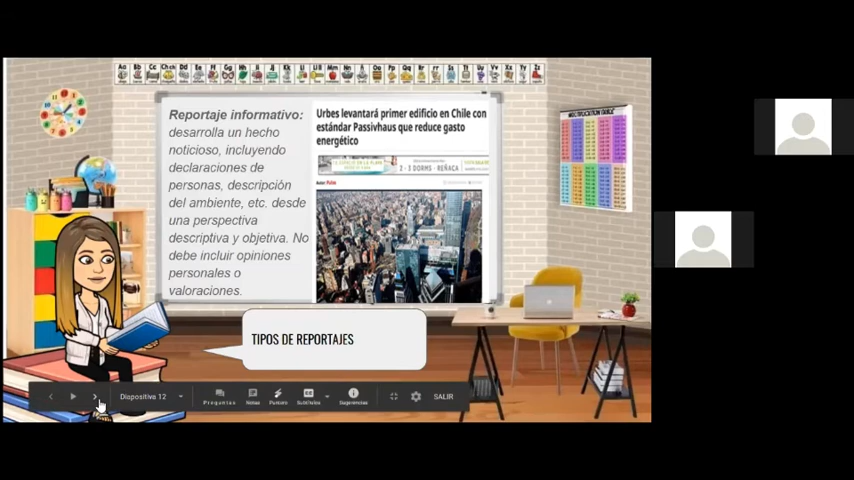 Reportaje informativo:
desarrolla un hecho
noticioso, incluyendo
declaraciones de
personas, descripción
del ambiente, etc. desde
una perspectiva
descriptiva y objetiva. No
debe incluir opiniones
personales o
valoraciones.
Urbes levantará primer edificio en Chile con
estándar Passivhaus que reduce gasto
energético
2 - 3 DORMS - REÑACA
MULTIPLICATION TABLE
TIPOS DE REPORTAJES
Diapositiva 12
Preguntas
Notas
Puntero
Subtítulos
Sugerencias
SALIR